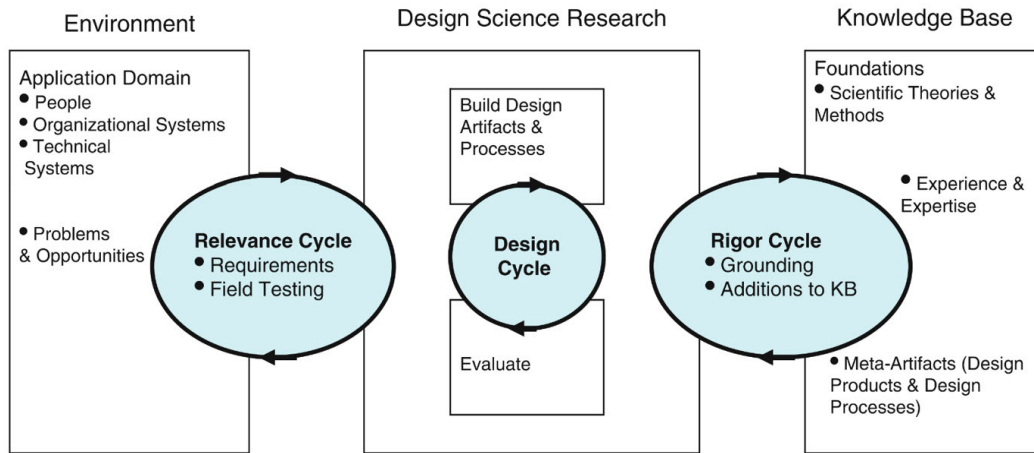 Environment
Design Science Research
Knowledge Base
Application Domain
• People
• Organizational Systems
• Technical
Systems
• Problems
& Opportunities
Relevance Cycle
• Requirements
• Field Testing
Build Design
Artifacts &
Processes
Design
Cycle
Evaluate
Rigor Cycle
• Grounding
• Additions to KB
Foundations
• Scientific Theories &
Methods
• Experience &
Expertise
• Meta-Artifacts (Design
Products & Design
Processes)